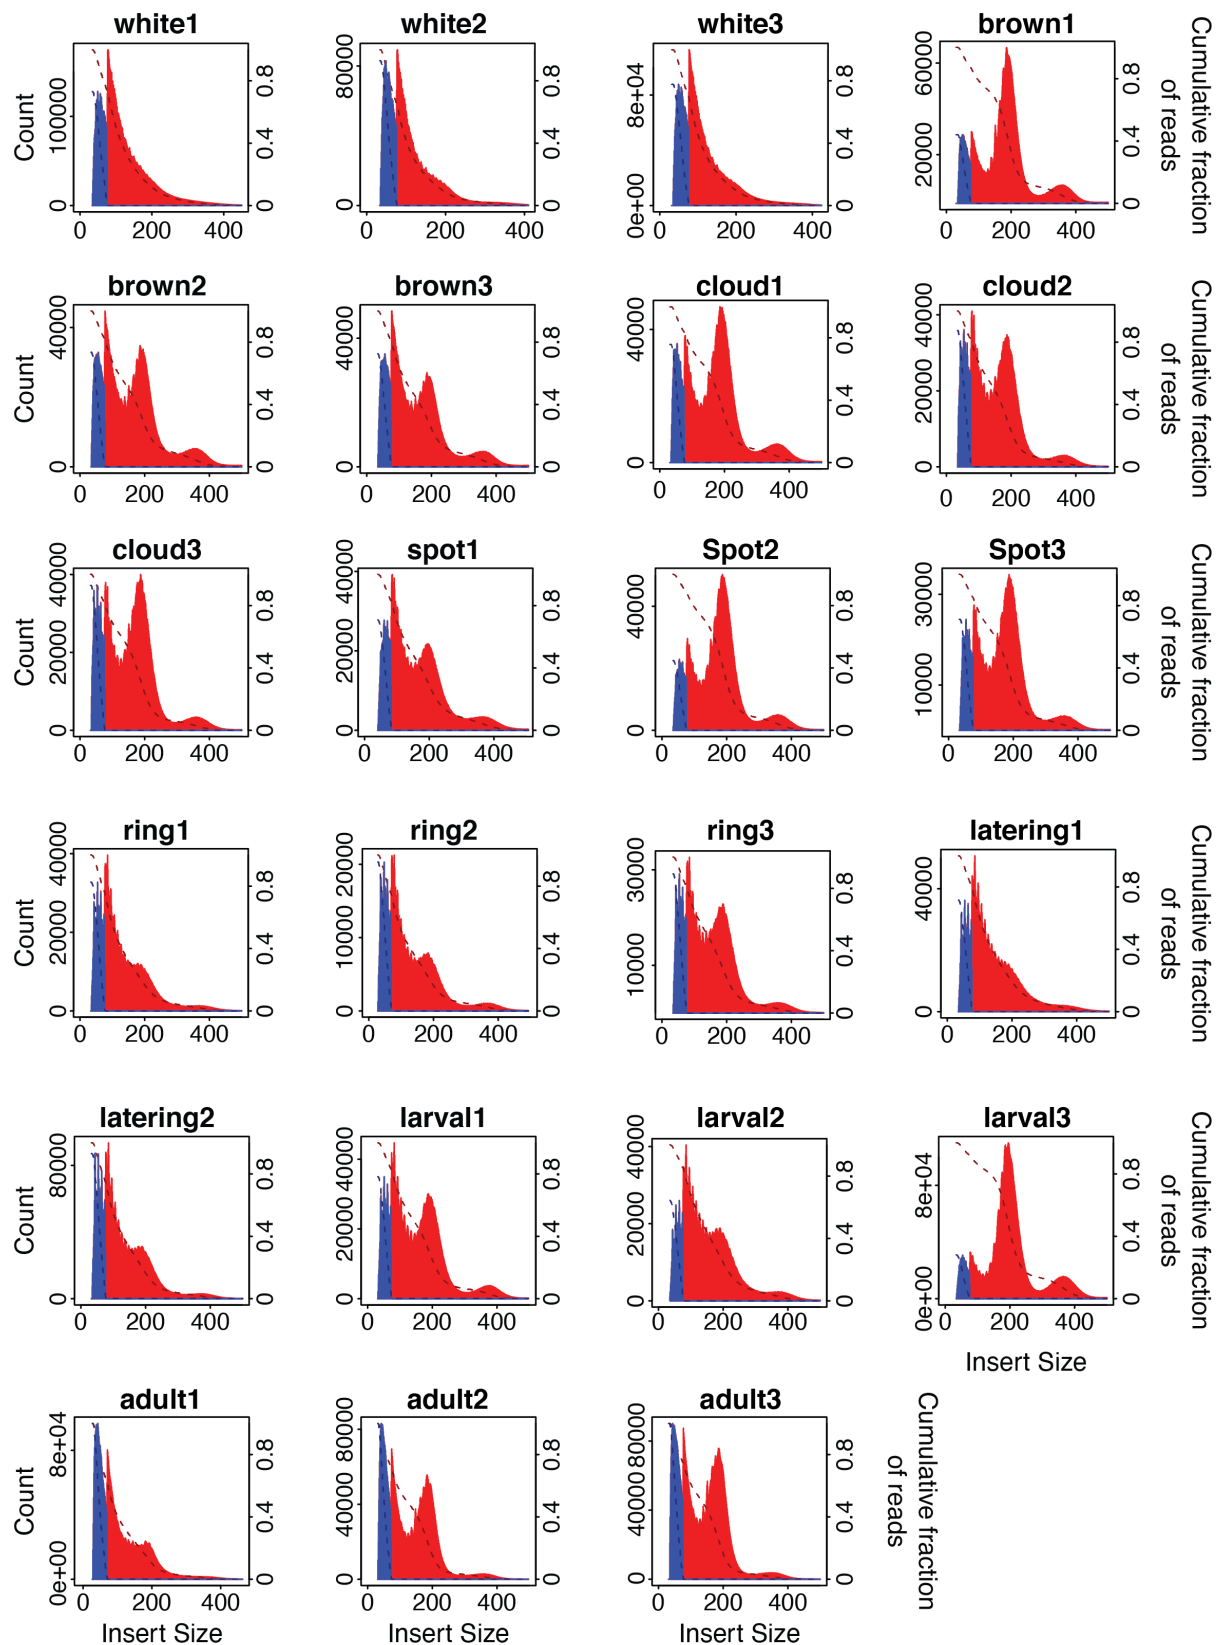 white1
white2
white3
brown1
Count
100000
0
0.8
0.4
0
0 200 400
80000
0
0.8
0.4
0
0 200 400
8e+04
0e+00
0.8
0.4
0
0 200 400
60000
20000
0.8
0.4
0
0 200 400
Cumulative fraction
of reads
brown2
brown3
cloud1
cloud2
Count
40000
0
0.8
0.4
0
0 200 400
40000
0
0.8
0.4
0
0 200 400
40000
0
0.8
0.4
0
0 200 400
40000
20000
0
0.8
0.4
0
0 200 400
Cumulative fraction
of reads
cloud3
spot1
Spot2
Spot3
Count
40000
20000
0
0.8
0.4
0
0 200 400
40000
20000
0
0.8
0.4
0
0 200 400
40000
0
0.8
0.4
0
0 200 400
30000
10000
0.8
0.4
0
0 200 400
Cumulative fraction
of reads
ring1
ring2
ring3
latering1
Count
40000
20000
0
0.8
0.4
0
0 200 400
20000
10000
0
0.8
0.4
0
0 200 400
30000
10000
0.8
0.4
0
0 200 400
40000
0
0.8
0.4
0
0 200 400
Cumulative fraction
of reads
latering2
larval1
larval2
larval3
Count
80000
0
0.8
0.4
0
0 200 400
40000
20000
0
0.8
0.4
0
0 200 400
40000
20000
0
0.8
0.4
0
0 200 400
8e+04
0e+00
0.8
0.4
0
0 200 400
Insert Size
Cumulative fraction
of reads
adult1
adult2
adult3
Count
8e+04
0e+00
0.8
0.4
0
0 200 400
Insert Size
80000
40000
0
0.8
0.4
0
0 200 400
Insert Size
80000
40000
0
0.8
0.4
0
0 200 400
Insert Size
Cumulative fraction
of reads